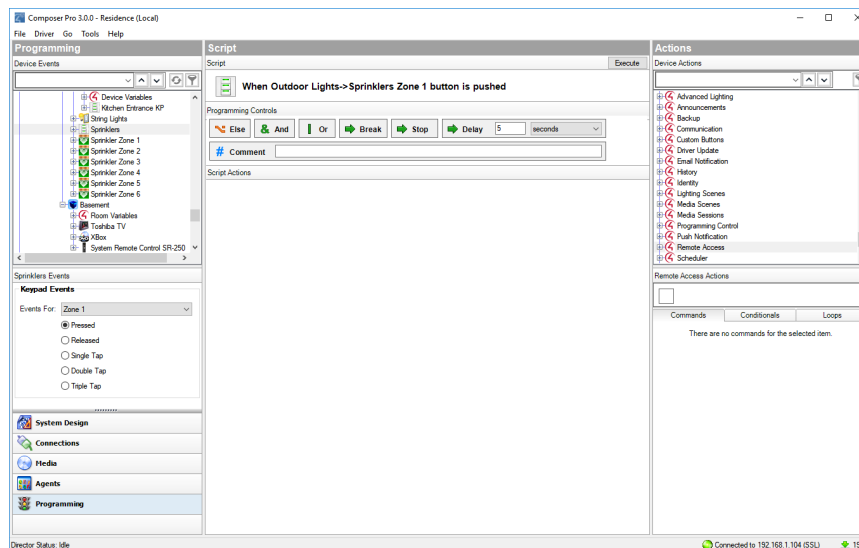 Composer Pro 3.0.0 - Residence (Local)
File Driver Go Tools Help
Programming
Device Events
Device Variables
Kitchen Entrance KP
String Lights
Sprinklers
Sprinkler Zone 1
Sprinkler Zone 2
Sprinkler Zone 3
Sprinkler Zone 4
Sprinkler Zone 5
Sprinkler Zone 6
Basement
Room Variables
Toshiba TV
XBox
System Remote Control SR-250
Sprinklers Events
Keypad Events
Events For: Zone 1
Pressed
Released
Single Tap
Double Tap
Triple Tap
System Design
Connections
Media
Agents
Programming
Script
Script Execute
When Outdoor Lights->Sprinklers Zone 1 button is pushed
Programming Controls
Else & And Or Break Stop Delay 5 seconds
# Comment
Script Actions
Actions
Device Actions
Advanced Lighting
Announcements
Backup
Communication
Custom Buttons
Driver Update
Email Notification
History
Identity
Lighting Scenes
Media Scenes
Media Sessions
Programming Control
Push Notification
Remote Access
Scheduler
Remote Access Actions
Commands Conditionals Loops
There are no commands for the selected item.
Director Status: Idle
Connected to 192.168.1.104 (SSL)